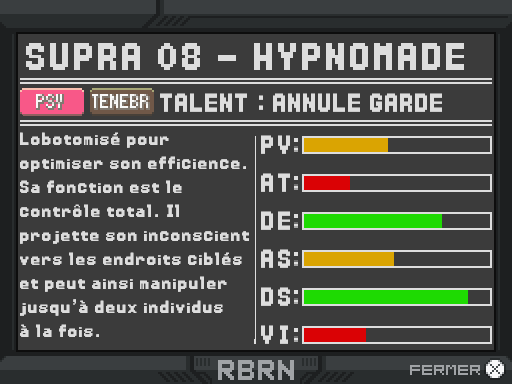 SUPRA 08 - HYPNOMADE
PSY TENEBR TALENT : ANNULE GARDE
Lobotomisé pour
optimiser son efficience.
Sa fonction est le
contrôle total. Il
projette son inconscient
vers les endroits ciblés
et peut ainsi manipuler
jusqu'à deux individus
à la fois.
PV:
AT:
DE:
AS:
DS:
VI:
RBRN
FERMER X